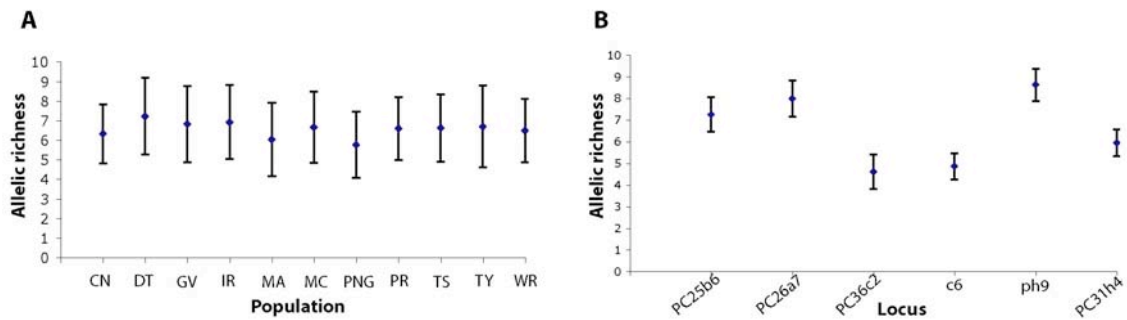 A
Allelic richness
10
9
8
7
6
5
4
3
2
1
0
CN DT GV IR MA MC PNG PR TS TY WR
Population
B
Allelic richness
10
9
8
7
6
5
4
3
2
1
0
PC25b6 PC26a7 PC36c2 c6 ph9 PC31h4
Locus